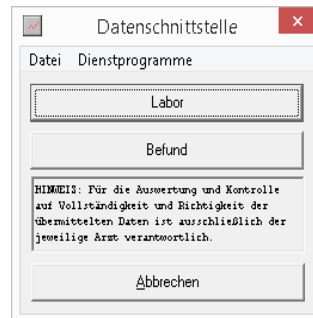 Datenschnittstelle
Datei Dienstprogramme
Labor
Befund
HINWEIS: Für die Auswertung und Kontrolle
auf Vollständigkeit und Richtigkeit der
übermittelten Daten ist ausschließlich der
jeweilige Arzt verantwortlich.
Abbrechen